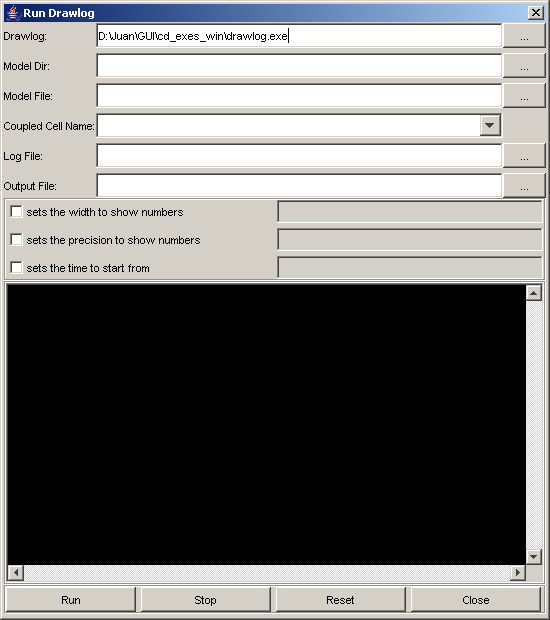 Run Drawlog
Drawlog: D:\Juan\GUI\cd_exes_win\drawlog.exe ...
Model Dir: ...
Model File: ...
Coupled Cell Name:
Log File: ...
Output File: ...
sets the width to show numbers
sets the precision to show numbers
sets the time to start from
Run Stop Reset Close